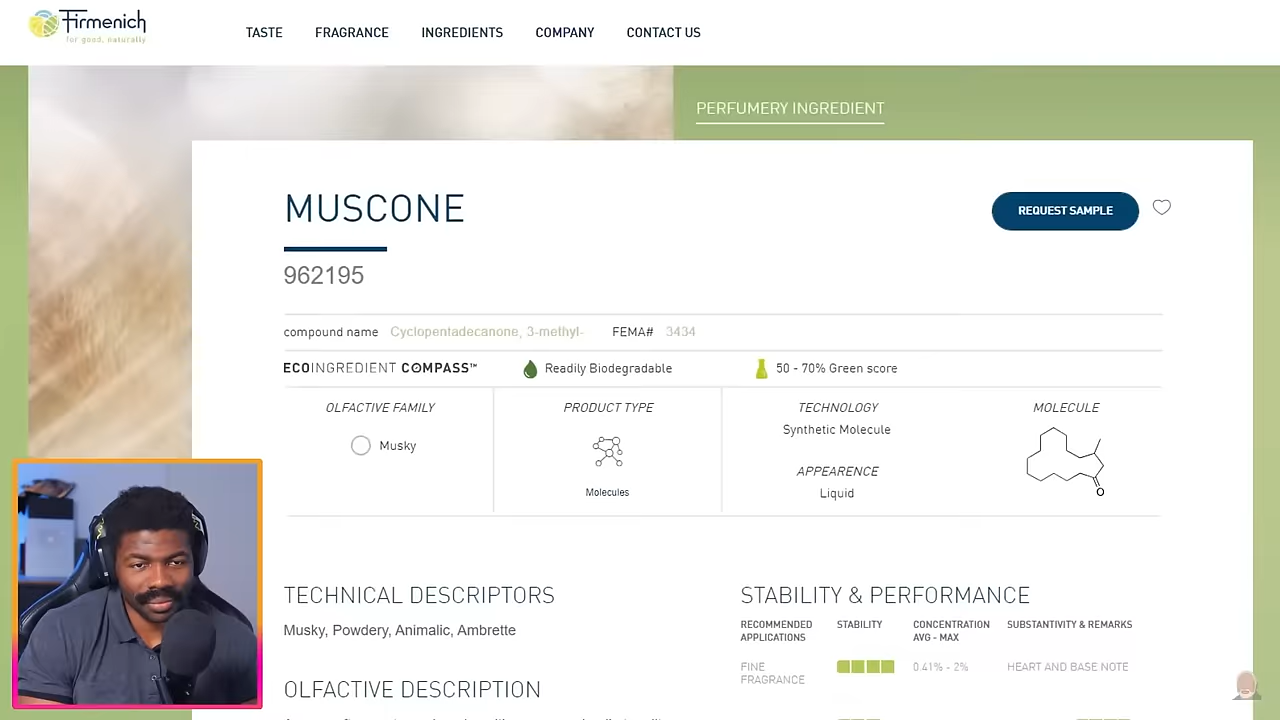 Firmenich
for good, naturally
TASTE FRAGRANCE INGREDIENTS COMPANY CONTACT US
PERFUMERY INGREDIENT
MUSCONE
REQUEST SAMPLE
962195
compound name Cyclopentadecanone, 3-methyl- FEMA# 3434
ECOINGREDIENT COMPASS™ Readily Biodegradable 50 - 70% Green score
OLFACTIVE FAMILY
Musky
PRODUCT TYPE
Molecules
TECHNOLOGY
Synthetic Molecule
APPEARENCE
Liquid
MOLECULE
O
TECHNICAL DESCRIPTORS
Musky, Powdery, Animalic, Ambrette
OLFACTIVE DESCRIPTION
STABILITY & PERFORMANCE
RECOMMENDED APPLICATIONS STABILITY CONCENTRATION AVG - MAX SUBSTANTIVITY & REMARKS
FINE FRAGRANCE 0.41% - 2% HEART AND BASE NOTE